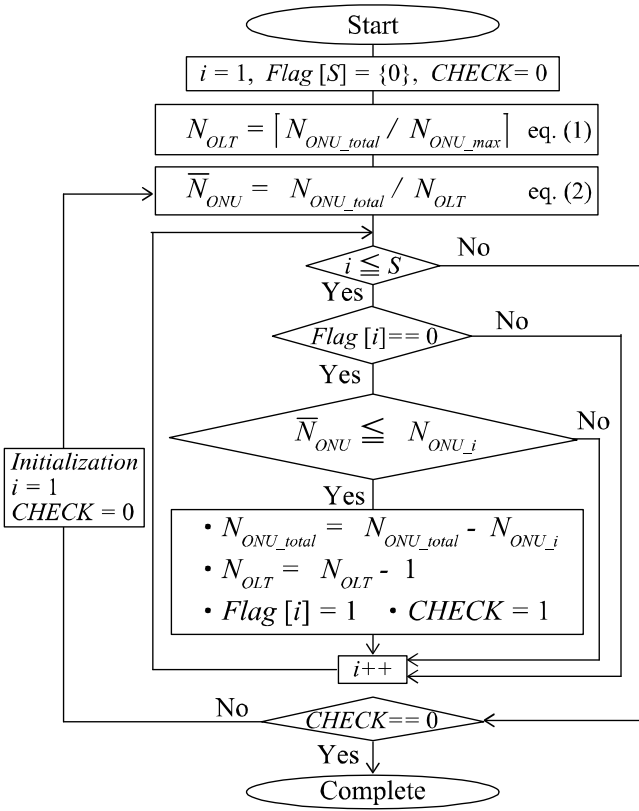 Start
i = 1, Flag [S] = {0}, CHECK= 0
N_OLT = ⌈N_ONU_total / N_ONU_max⌉ eq. (1)
N̅_ONU = N_ONU_total / N_OLT eq. (2)
i ≦ S
No
Yes
Flag [i]== 0
No
Yes
N̅_ONU ≦ N_ONU_i
No
Yes
Initialization
i = 1
CHECK = 0
・N_ONU_total = N_ONU_total - N_ONU_i
・N_OLT = N_OLT - 1
・Flag [i] = 1 ・CHECK = 1
i++
No
CHECK== 0
Yes
Complete